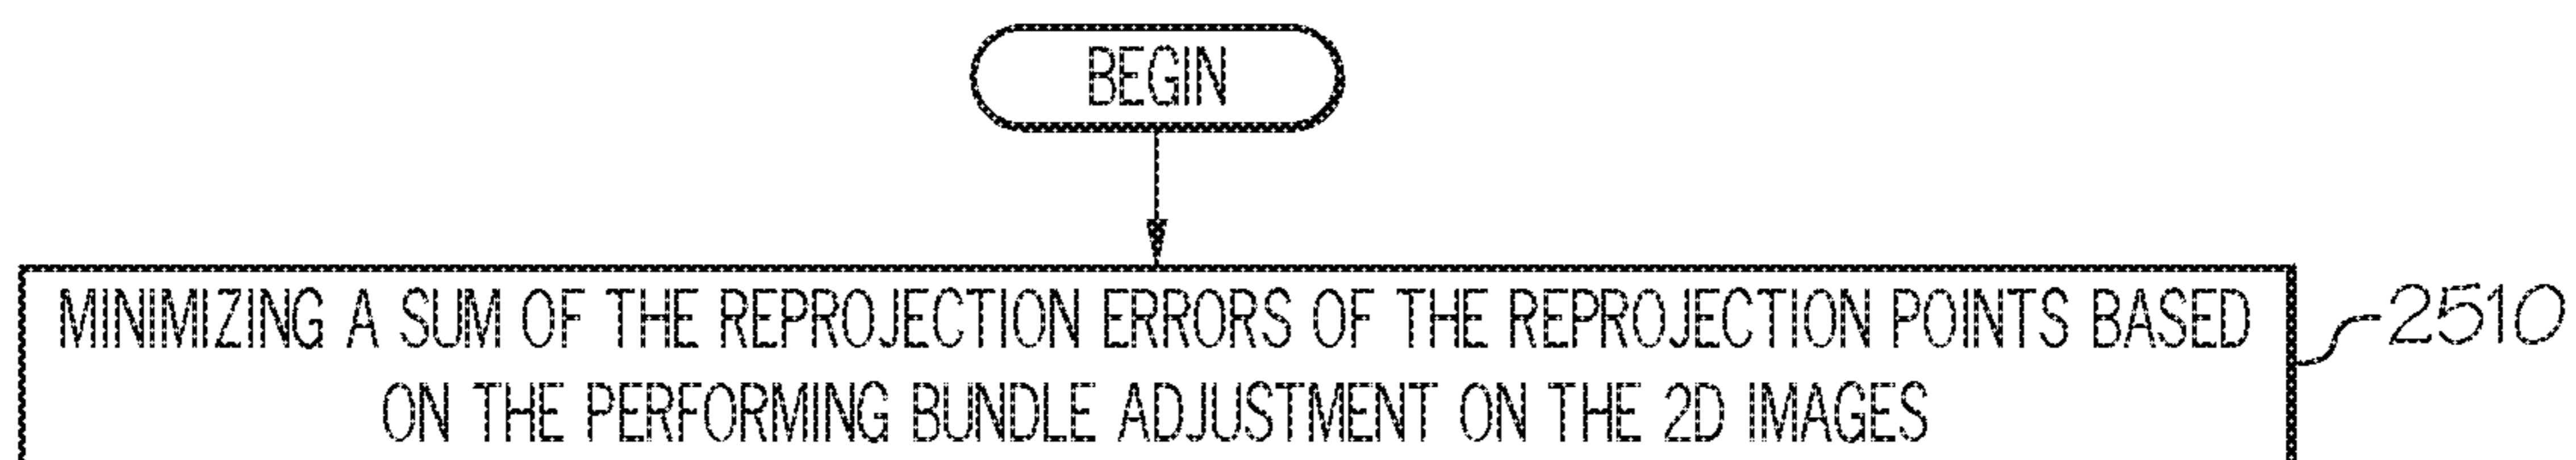 BEGIN
MINIMIZING A SUM OF THE REPROJECTION ERRORS OF THE REPROJECTION POINTS BASED
ON THE PERFORMING BUNDLE ADJUSTMENT ON THE 2D IMAGES
2510